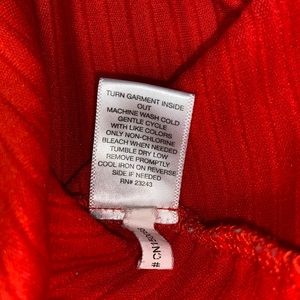 TURN GARMENT INSIDE
OUT
MACHINE WASH COLD
GENTLE CYCLE
WITH LIKE COLORS
ONLY NON-CHLORINE
BLEACH WHEN NEEDED
TUMBLE DRY LOW
REMOVE PROMPTLY
COOL IRON ON REVERSE
SIDE IF NEEDED
RN# 23243